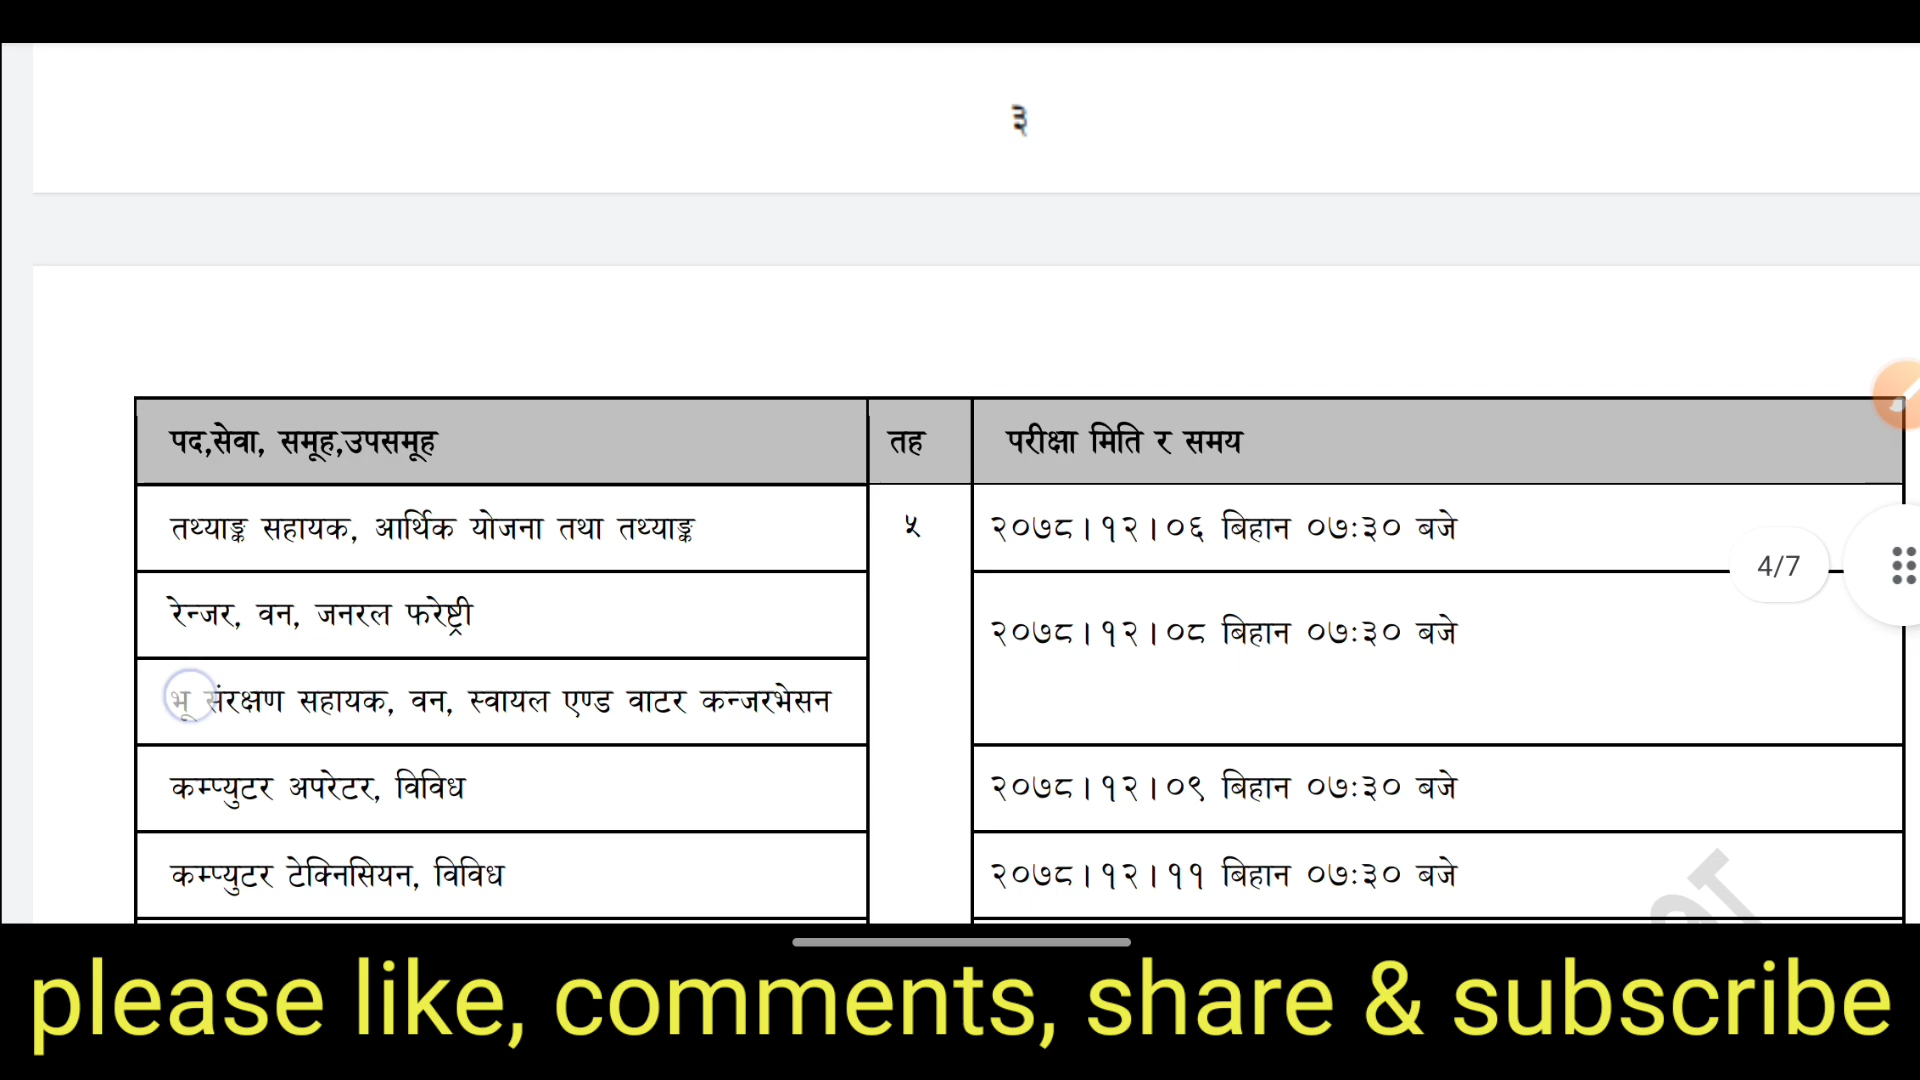 ३
पद,सेवा, समूह,उपसमूह तह परीक्षा मिति र समय
तथ्याङ्क सहायक, आर्थिक योजना तथा तथ्याङ्क ५ २०७८।१२।०६ बिहान ०७:३० बजे
4/7
रेन्जर, वन, जनरल फरेष्ट्री
२०७८।१२।०८ बिहान ०७:३० बजे
भू संरक्षण सहायक, वन, स्वायल एण्ड वाटर कन्जरभेसन
कम्प्युटर अपरेटर, विविध २०७८।१२।०९ बिहान ०७:३० बजे
कम्प्युटर टेक्निसियन, विविध २०७८।१२।११ बिहान ०७:३० बजे
please like, comments, share & subscribe